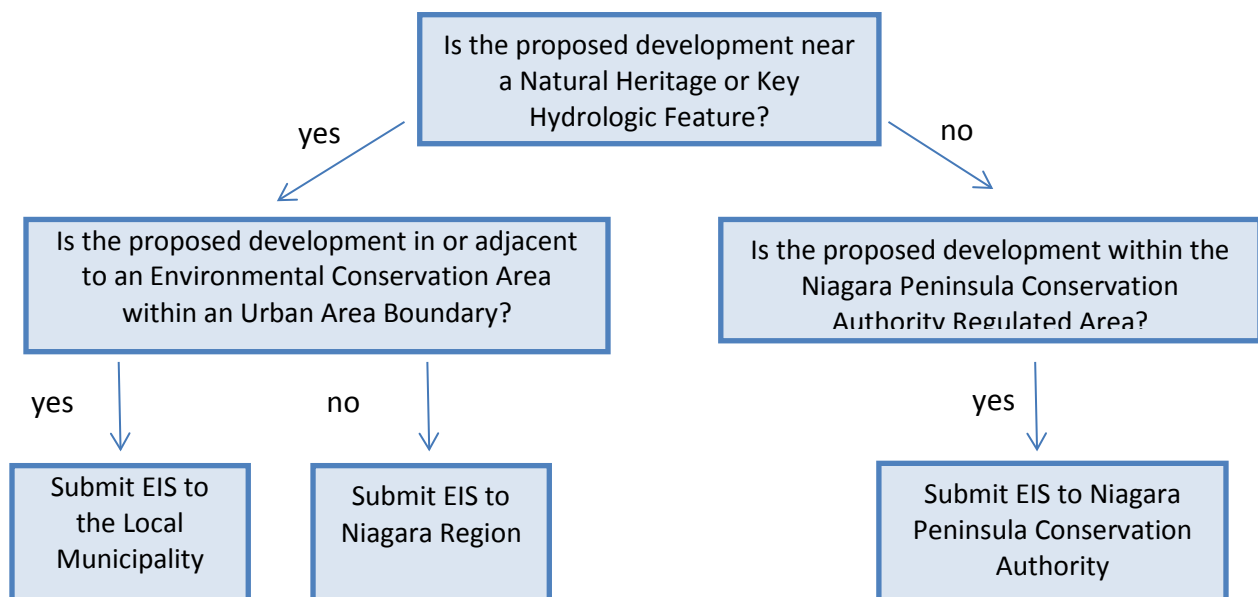 Is the proposed development near
a Natural Heritage or Key
Hydrologic Feature?
yes
no
Is the proposed development in or adjacent
to an Environmental Conservation Area
within an Urban Area Boundary?
Is the proposed development within the
Niagara Peninsula Conservation
Authority Regulated Area?
yes
no
yes
Submit EIS to
the Local
Municipality
Submit EIS to
Niagara Region
Submit EIS to Niagara
Peninsula Conservation
Authority